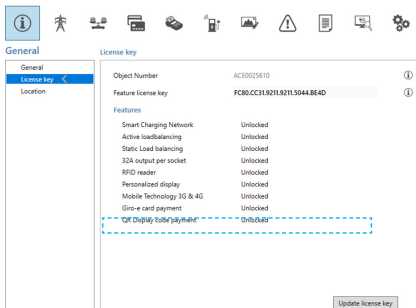 General
License key
General
License key
Location
Object Number ACE0025610
Feature license key FC80.CC31.9211.9211.5044.BE4D
Features
Smart Charging Network Unlocked
Active loadbalancing Unlocked
Static Load balancing Unlocked
32A output per socket Unlocked
RFID reader Unlocked
Personalized display Unlocked
Mobile Technology 3G & 4G Unlocked
Giro-e card payment Unlocked
QR Display code payment Unlocked
Update license key